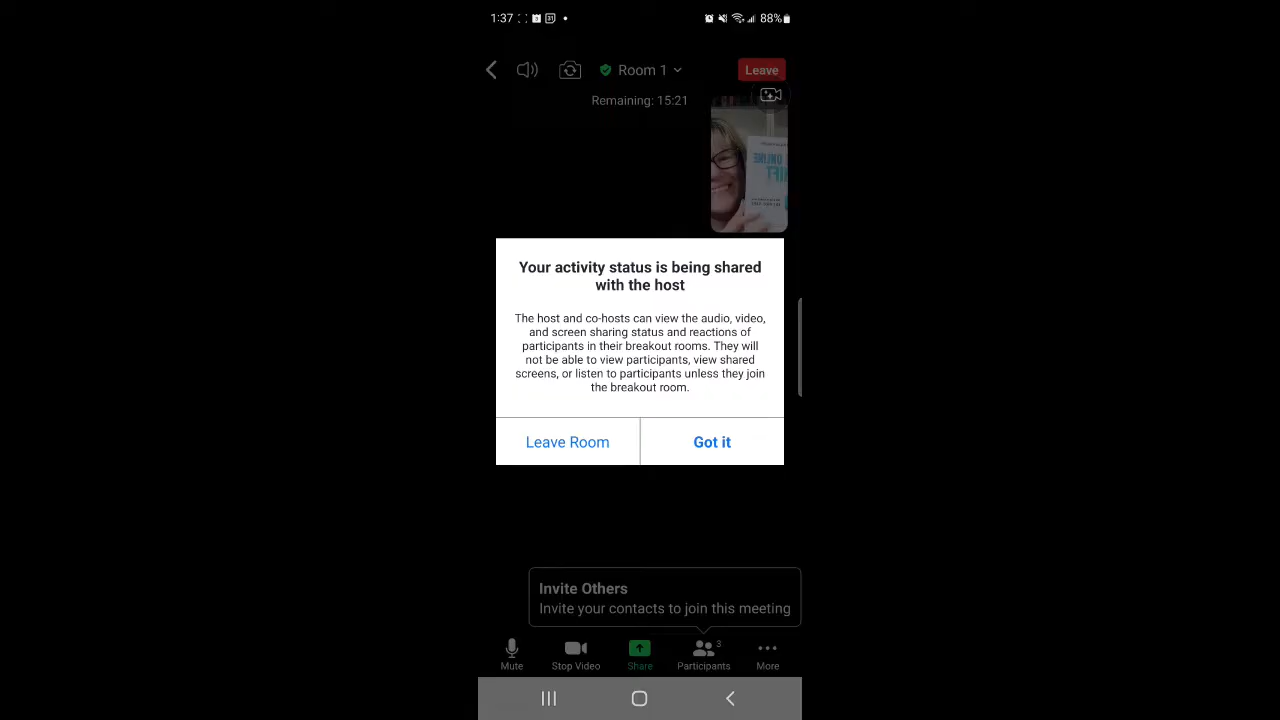 1:37
31
88%
Room 1
Leave
Remaining: 15:21
ONLINE
Your activity status is being shared
with the host
The host and co-hosts can view the audio, video,
and screen sharing status and reactions of
participants in their breakout rooms. They will
not be able to view participants, view shared
screens, or listen to participants unless they join
the breakout room.
Leave Room
Got it
Invite Others
Invite your contacts to join this meeting
3
Mute
Stop Video
Share
Participants
More